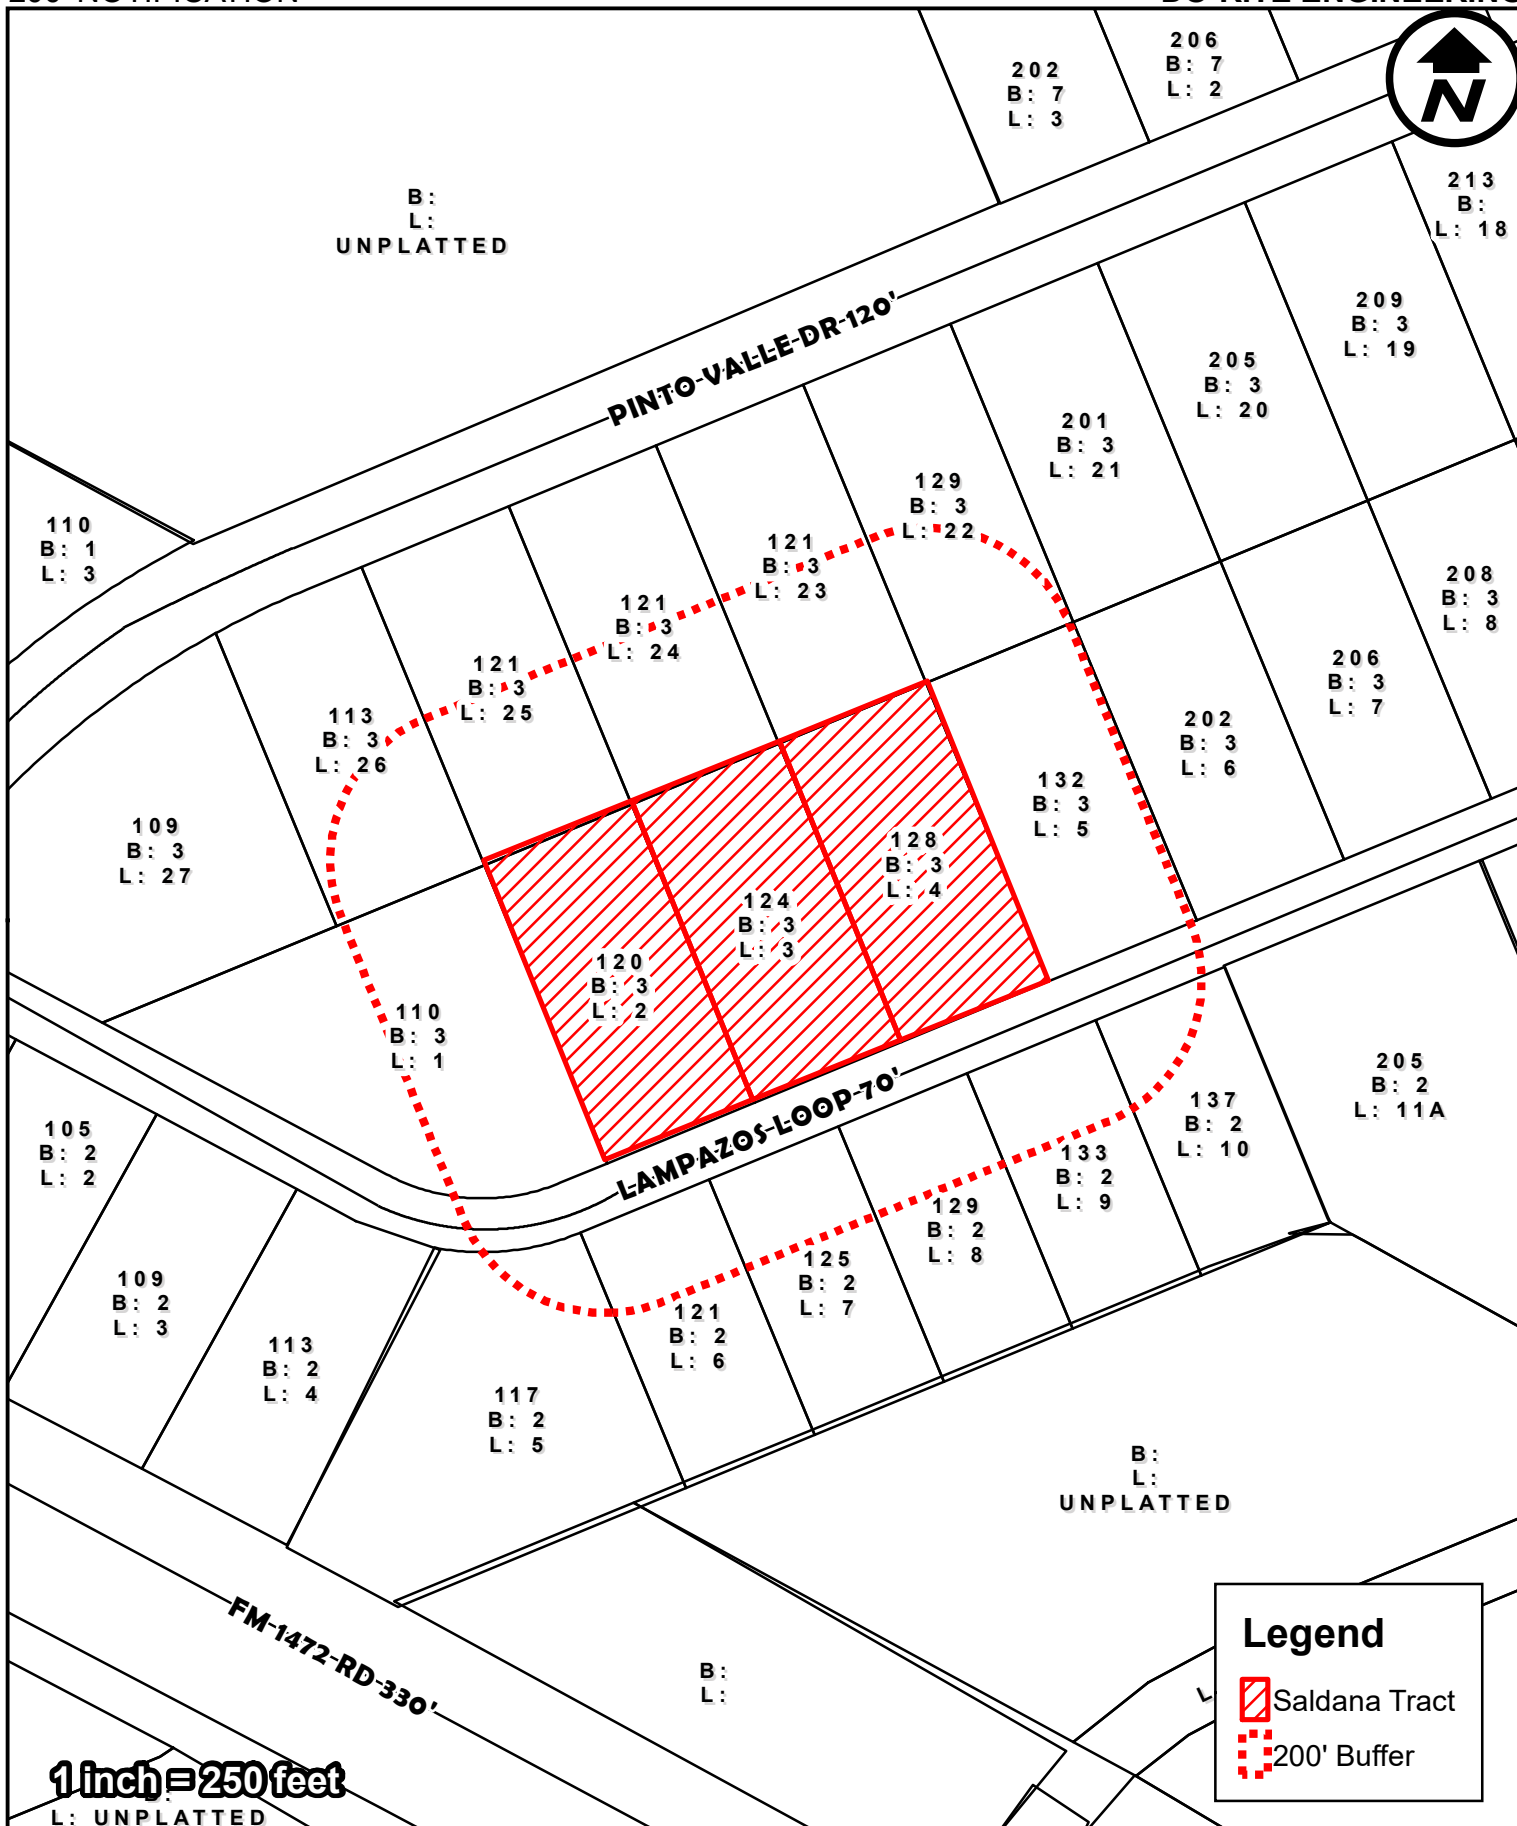 206
B: 7
L: 2
202
B: 7
L: 3
N
213
B:
L: 18
B:
L:
UNPLATTED
PINTO VALLE DR 120'
209
B: 3
L: 19
205
B: 3
L: 20
201
B: 3
L: 21
129
B: 3
L: 22
121
B: 3
L: 23
121
B: 3
L: 24
121
B: 3
L: 25
113
B: 3
L: 26
109
B: 3
L: 27
110
B: 1
L: 3
208
B: 3
L: 8
206
B: 3
L: 7
202
B: 3
L: 6
132
B: 3
L: 5
128
B: 3
L: 4
124
B: 3
L: 3
120
B: 3
L: 2
110
B: 3
L: 1
LAMPAZOS LOOP 70'
205
B: 2
L: 11A
137
B: 2
L: 10
133
B: 2
L: 9
129
B: 2
L: 8
125
B: 2
L: 7
121
B: 2
L: 6
117
B: 2
L: 5
113
B: 2
L: 4
109
B: 2
L: 3
105
B: 2
L: 2
B:
L:
UNPLATTED
FM 1472 RD 330'
B:
L:
1 inch = 250 feet
L: UNPLATTED
L
Legend
Saldana Tract
200' Buffer